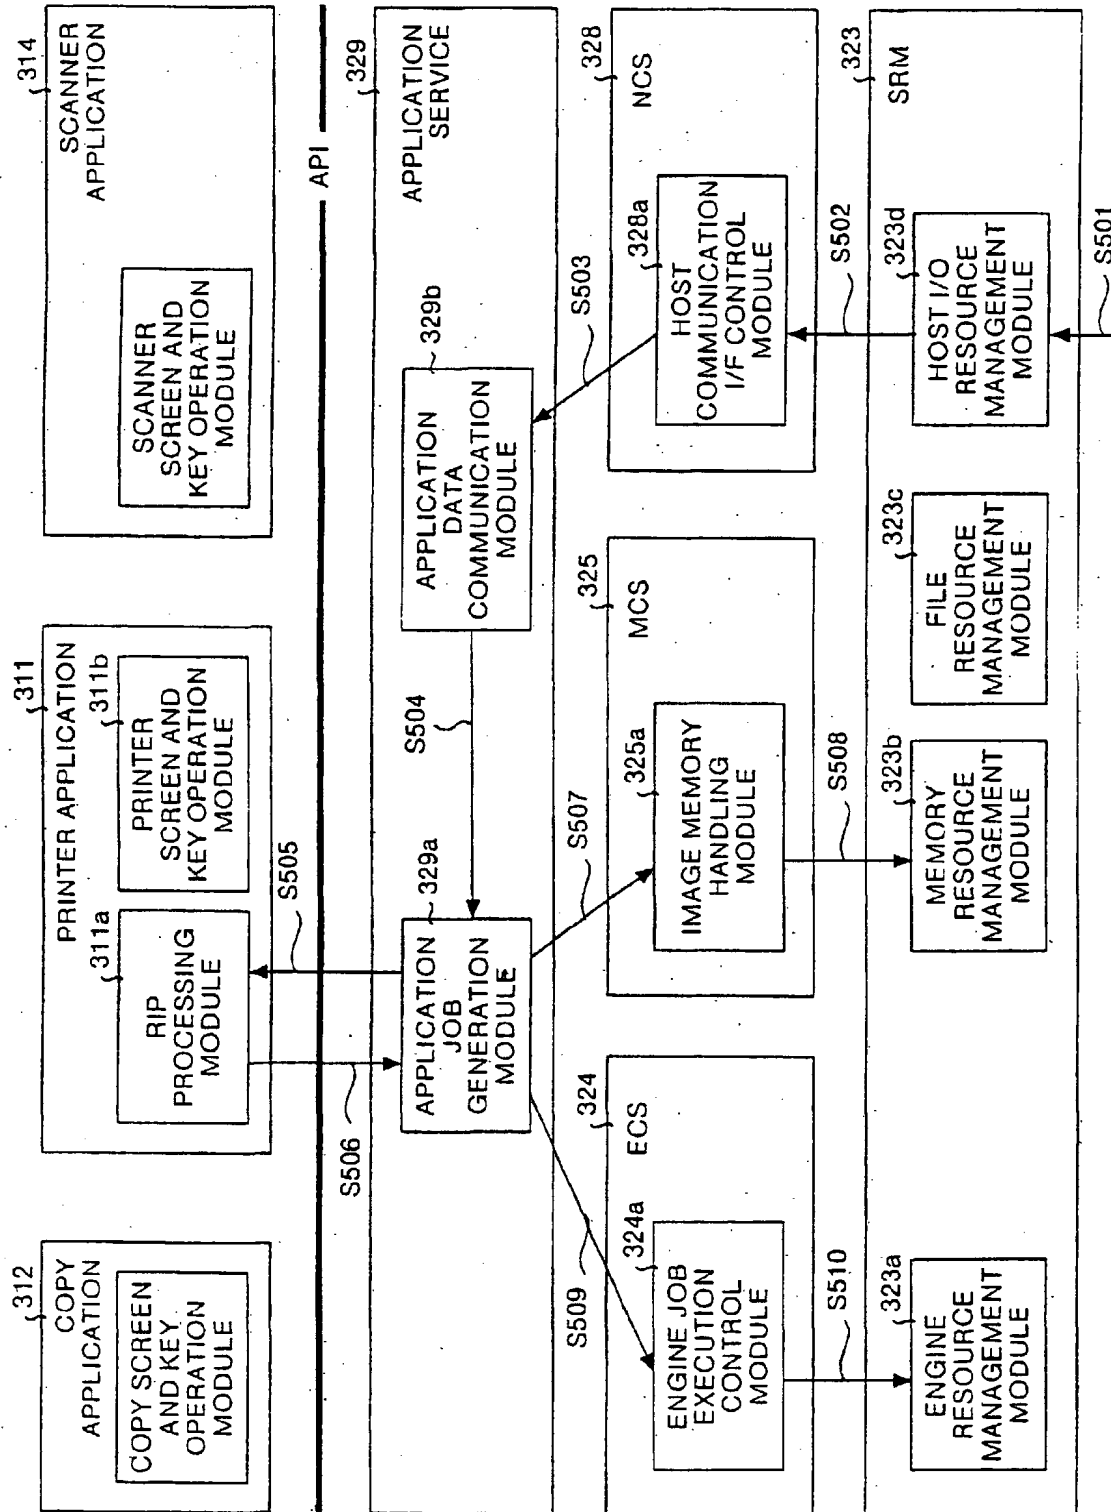 312
COPY
APPLICATION
COPY SCREEN
AND KEY
OPERATION
MODULE
311
PRINTER APPLICATION
311a
RIP
PROCESSING
MODULE
311b
PRINTER
SCREEN AND
KEY OPERATION
MODULE
314
SCANNER
APPLICATION
SCANNER
SCREEN AND
KEY OPERATION
MODULE
API
S506
S505
329
APPLICATION
SERVICE
329a
APPLICATION
JOB
GENERATION
MODULE
S504
329b
APPLICATION
DATA
COMMUNICATION
MODULE
S509
S507
S503
324
ECS
324a
ENGINE JOB
EXECUTION
CONTROL
MODULE
325
MCS
325a
IMAGE MEMORY
HANDLING
MODULE
328
NCS
328a
HOST
COMMUNICATION
I/F CONTROL
MODULE
S510
S508
S502
323
SRM
323a
ENGINE
RESOURCE
MANAGEMENT
MODULE
323b
MEMORY
RESOURCE
MANAGEMENT
MODULE
323c
FILE
RESOURCE
MANAGEMENT
MODULE
323d
HOST I/O
RESOURCE
MANAGEMENT
MODULE
S501